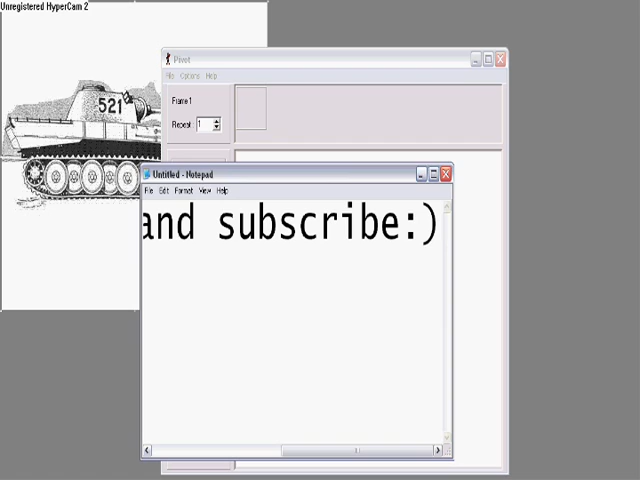 Unregistered HyperCam 2
Pivot
File Options Help
Frame 1
Repeat : 1
521
Untitled - Notepad
File Edit Format View Help
and subscribe:)